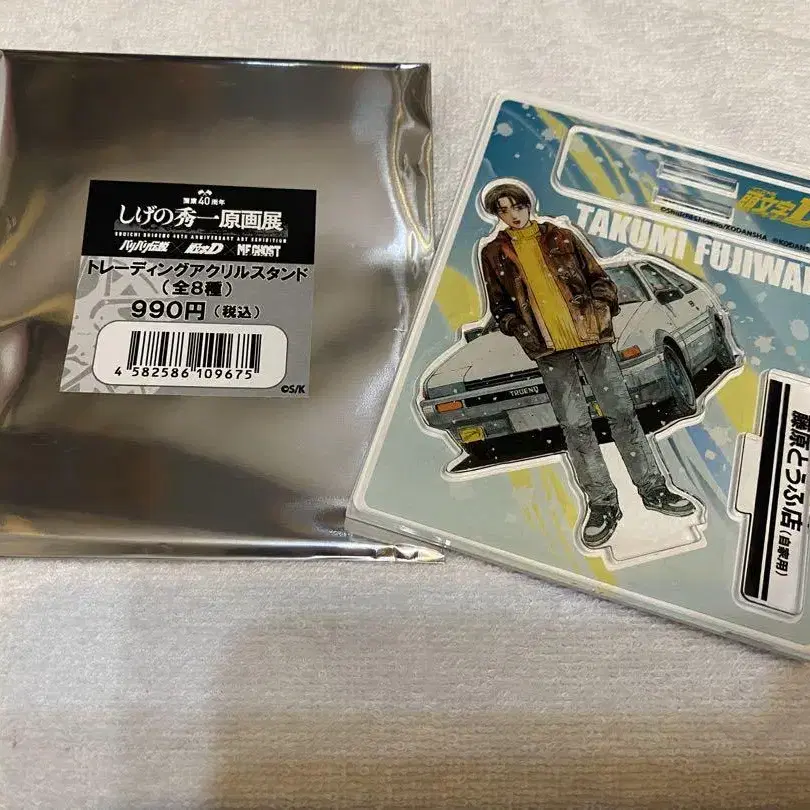 画業40周年
しげの秀一原画展
SHUICHI SHIGENO 40TH ANNIVERSARY ART EXHIBITION
バリバリ伝説 × 頭文字D × MF GHOST
トレーディングアクリルスタンド
(全8種)
990円(税込)
4 582586 109675
©S/K
頭文字D
KODANSHA
TAKUMI FUJIWA
TRUENO
藤原とうふ店(自家用)